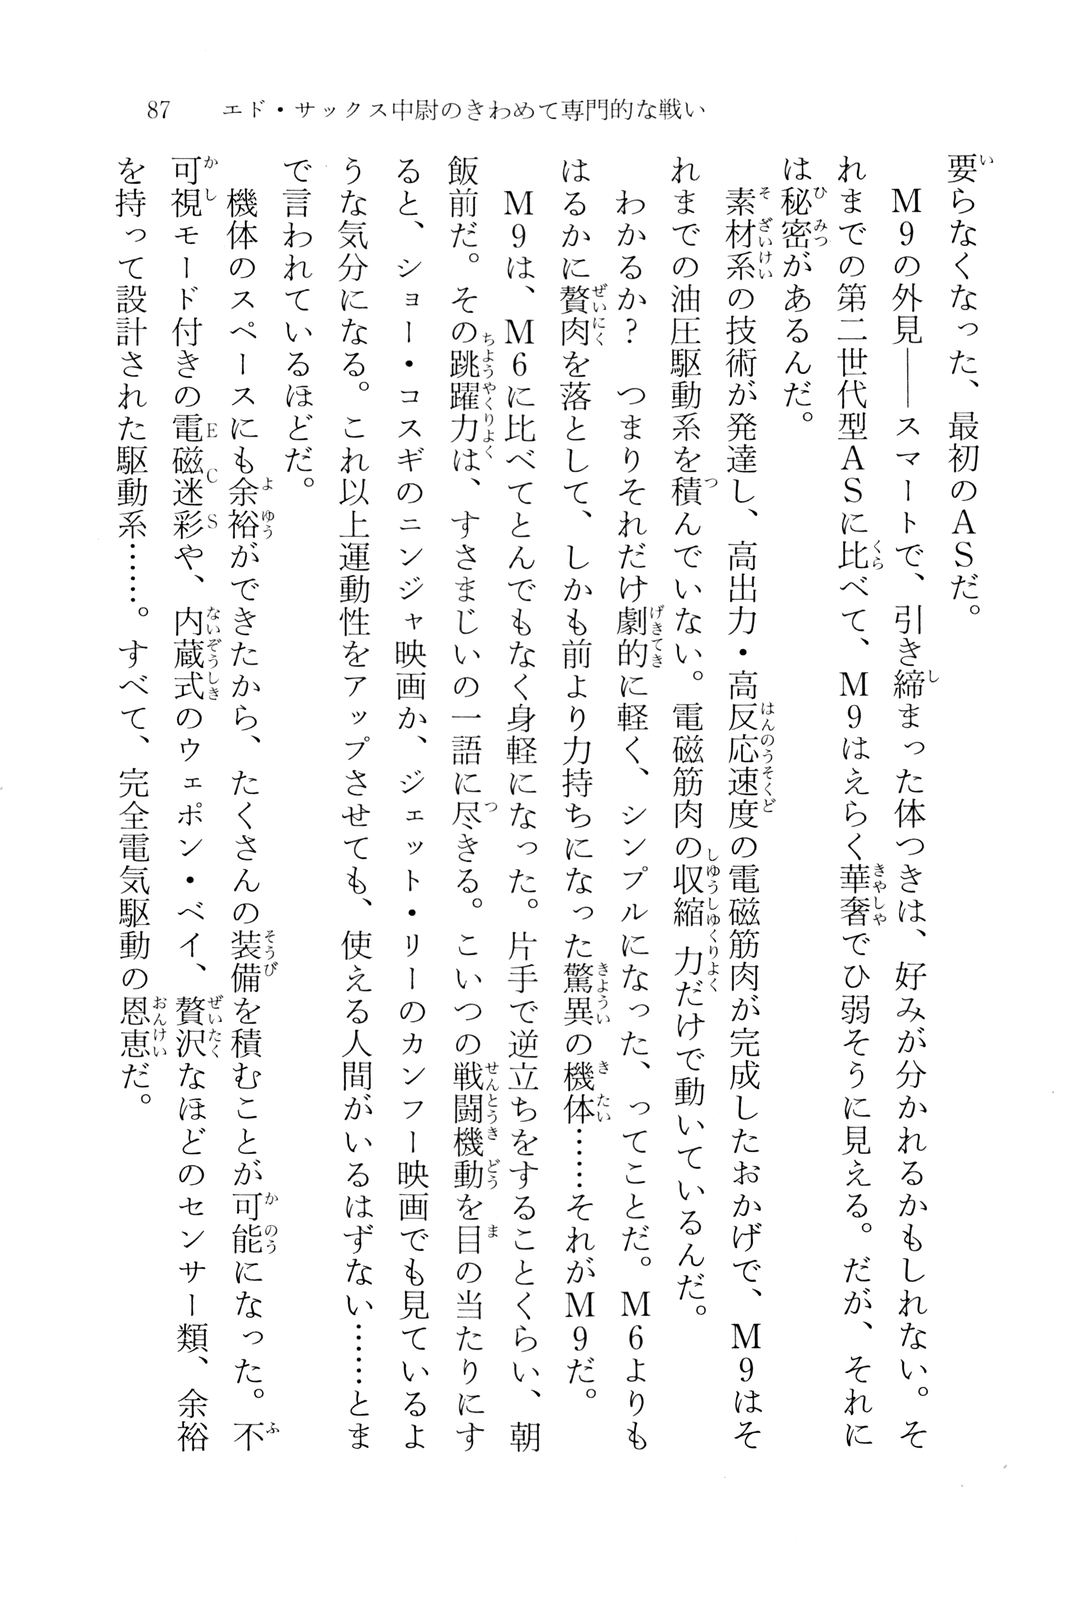 87　エド・サックス中尉のきわめて専門的な戦い
要らなくなった、最初のＡＳだ。
　Ｍ９の外見――スマートで、引き締まった体つきは、好みが分かれるかもしれない。そ
れまでの第二世代型ＡＳに比べて、Ｍ９はえらく華奢でひ弱そうに見える。だが、それに
は秘密があるんだ。
　素材系の技術が発達し、高出力・高反応速度の電磁筋肉が完成したおかげで、Ｍ９はそ
れまでの油圧駆動系を積んでいない。電磁筋肉の収縮力だけで動いているんだ。
　わかるか？　つまりそれだけ劇的に軽く、シンプルになった、ってことだ。Ｍ６よりも
はるかに贅肉を落として、しかも前より力持ちになった驚異の機体……それがＭ９だ。
　Ｍ９は、Ｍ６に比べてとんでもなく身軽になった。片手で逆立ちをすることくらい、朝
飯前だ。その跳躍力は、すさまじいの一語に尽きる。こいつの戦闘機動を目の当たりにす
ると、ショー・コスギのニンジャ映画か、ジェット・リーのカンフー映画でも見ているよ
うな気分になる。これ以上運動性をアップさせても、使える人間がいるはずない……とま
で言われているほどだ。
　機体のスペースにも余裕ができたから、たくさんの装備を積むことが可能になった。不
可視モード付きの電磁迷彩や、内蔵式のウェポン・ベイ、贅沢なほどのセンサー類、余裕
を持って設計された駆動系……。すべて、完全電気駆動の恩恵だ。